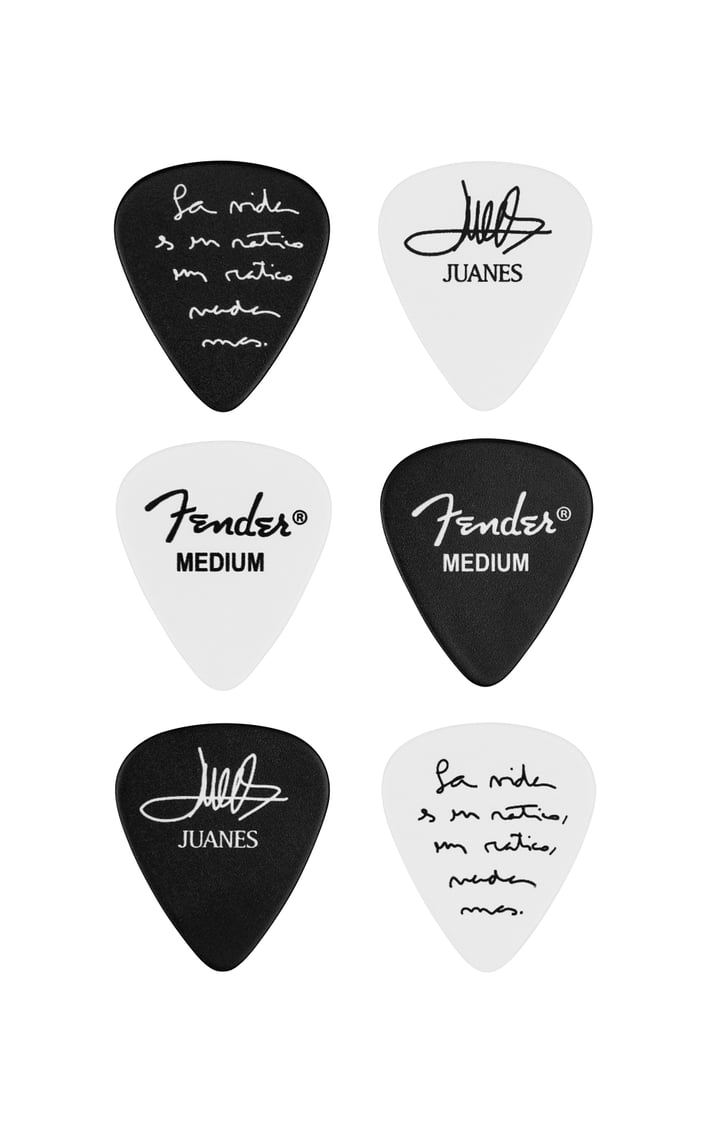 La vida
es un ratico
un ratico
nada
mas.
JUANES
Fender®
MEDIUM
Fender®
MEDIUM
JUANES
La vida
es un ratico,
un ratico,
nada
mas.